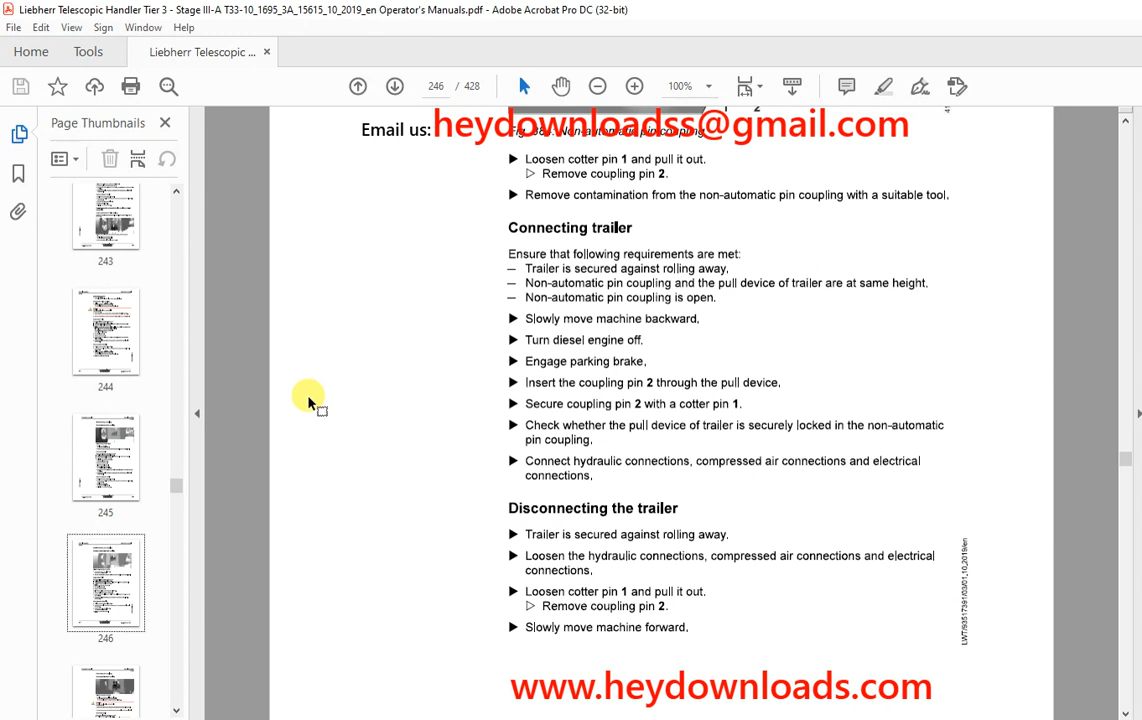 Liebherr Telescopic Handler Tier 3 - Stage III-A T33-10_1695_3A_15615_10_2019_en Operator's Manuals.pdf - Adobe Acrobat Pro DC (32-bit)
File Edit View Sign Window Help
Home Tools Liebherr Telescopic ... ×
246 / 428 100%
Page Thumbnails
243
244
245
246
Email us: heydownloadss@gmail.com
Non-automatic pin coupling
Loosen cotter pin 1 and pull it out.
Remove coupling pin 2.
Remove contamination from the non-automatic pin coupling with a suitable tool.
Connecting trailer
Ensure that following requirements are met:
– Trailer is secured against rolling away.
– Non-automatic pin coupling and the pull device of trailer are at same height.
– Non-automatic pin coupling is open.
Slowly move machine backward.
Turn diesel engine off.
Engage parking brake.
Insert the coupling pin 2 through the pull device.
Secure coupling pin 2 with a cotter pin 1.
Check whether the pull device of trailer is securely locked in the non-automatic
pin coupling.
Connect hydraulic connections, compressed air connections and electrical
connections.
Disconnecting the trailer
Trailer is secured against rolling away.
Loosen the hydraulic connections, compressed air connections and electrical
connections.
Loosen cotter pin 1 and pull it out.
Remove coupling pin 2.
Slowly move machine forward.
LWT/93517391/03/01_10_2019/en
www.heydownloads.com